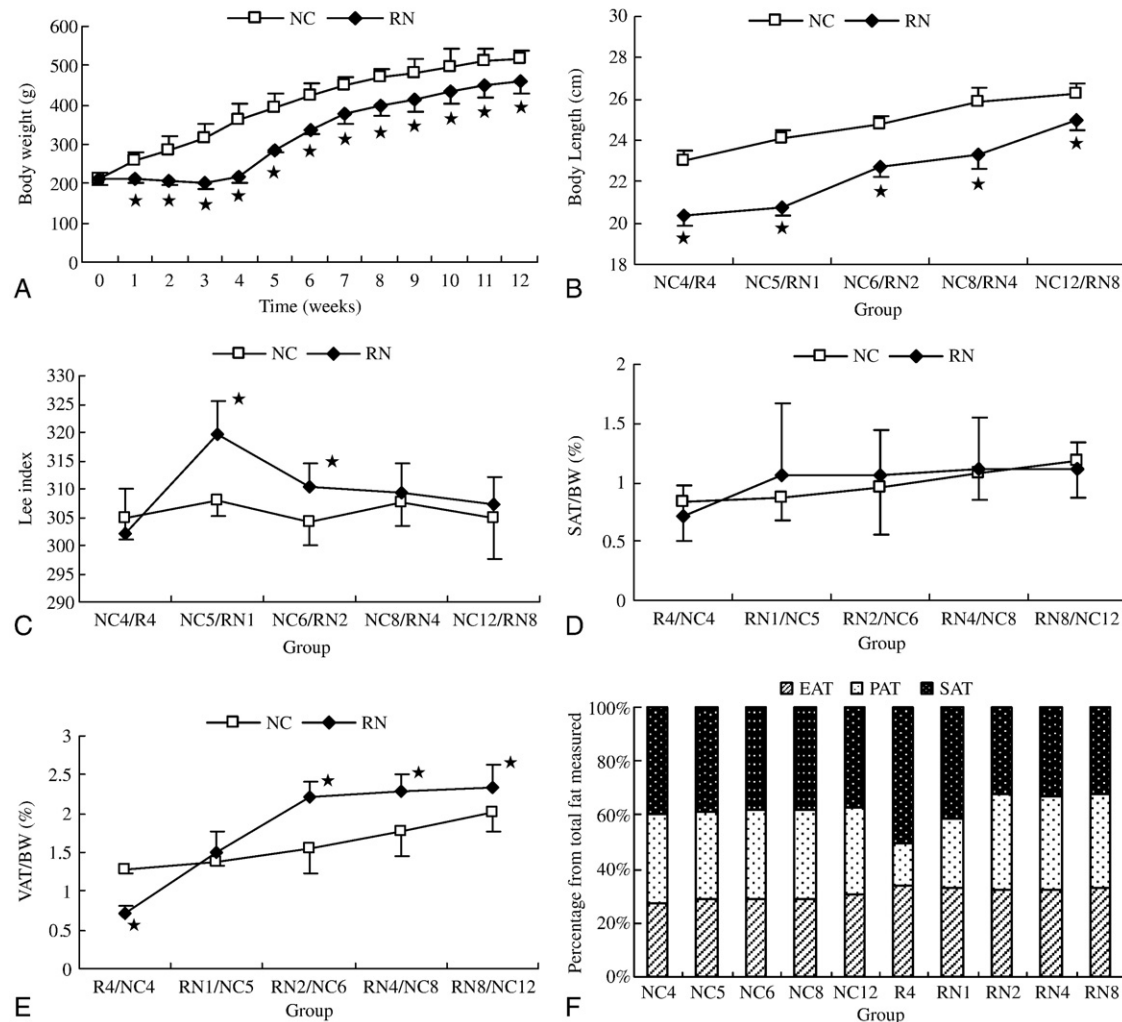 NC RN
600
500
400
300
200
100
0
Body weight (g)
0 1 2 3 4 5 6 7 8 9 10 11 12
Time (weeks)
A
NC RN
28
26
24
22
20
18
Body Length (cm)
NC4/R4 NC5/RN1 NC6/RN2 NC8/RN4 NC12/RN8
Group
B
NC RN
330
325
320
315
310
305
300
295
290
Lee index
NC4/R4 NC5/RN1 NC6/RN2 NC8/RN4 NC12/RN8
Group
C
NC RN
2
1.5
1
0.5
0
SAT/BW (%)
R4/NC4 RN1/NC5 RN2/NC6 RN4/NC8 RN8/NC12
Group
D
NC RN
3
2.5
2
1.5
1
0.5
0
VAT/BW (%)
R4/NC4 RN1/NC5 RN2/NC6 RN4/NC8 RN8/NC12
Group
E
EAT PAT SAT
100%
80%
60%
40%
20%
0%
Percentage from total fat measured
NC4 NC5 NC6 NC8 NC12 R4 RN1 RN2 RN4 RN8
Group
F